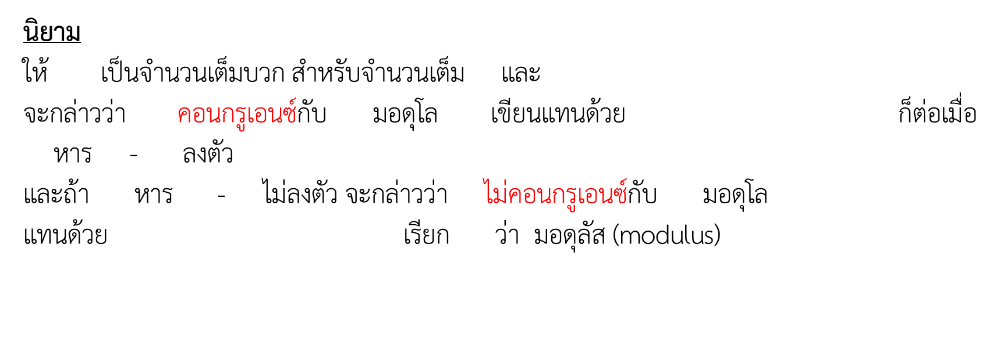 นิยาม
ให้ เป็นจำนวนเต็มบวก สำหรับจำนวนเต็ม และ
จะกล่าวว่า คอนกรูเอนซ์กับ มอดุโล เขียนแทนด้วย ก็ต่อเมื่อ
หาร - ลงตัว
และถ้า หาร - ไม่ลงตัว จะกล่าวว่า ไม่คอนกรูเอนซ์กับ มอดุโล
แทนด้วย เรียก ว่า มอดุลัส (modulus)